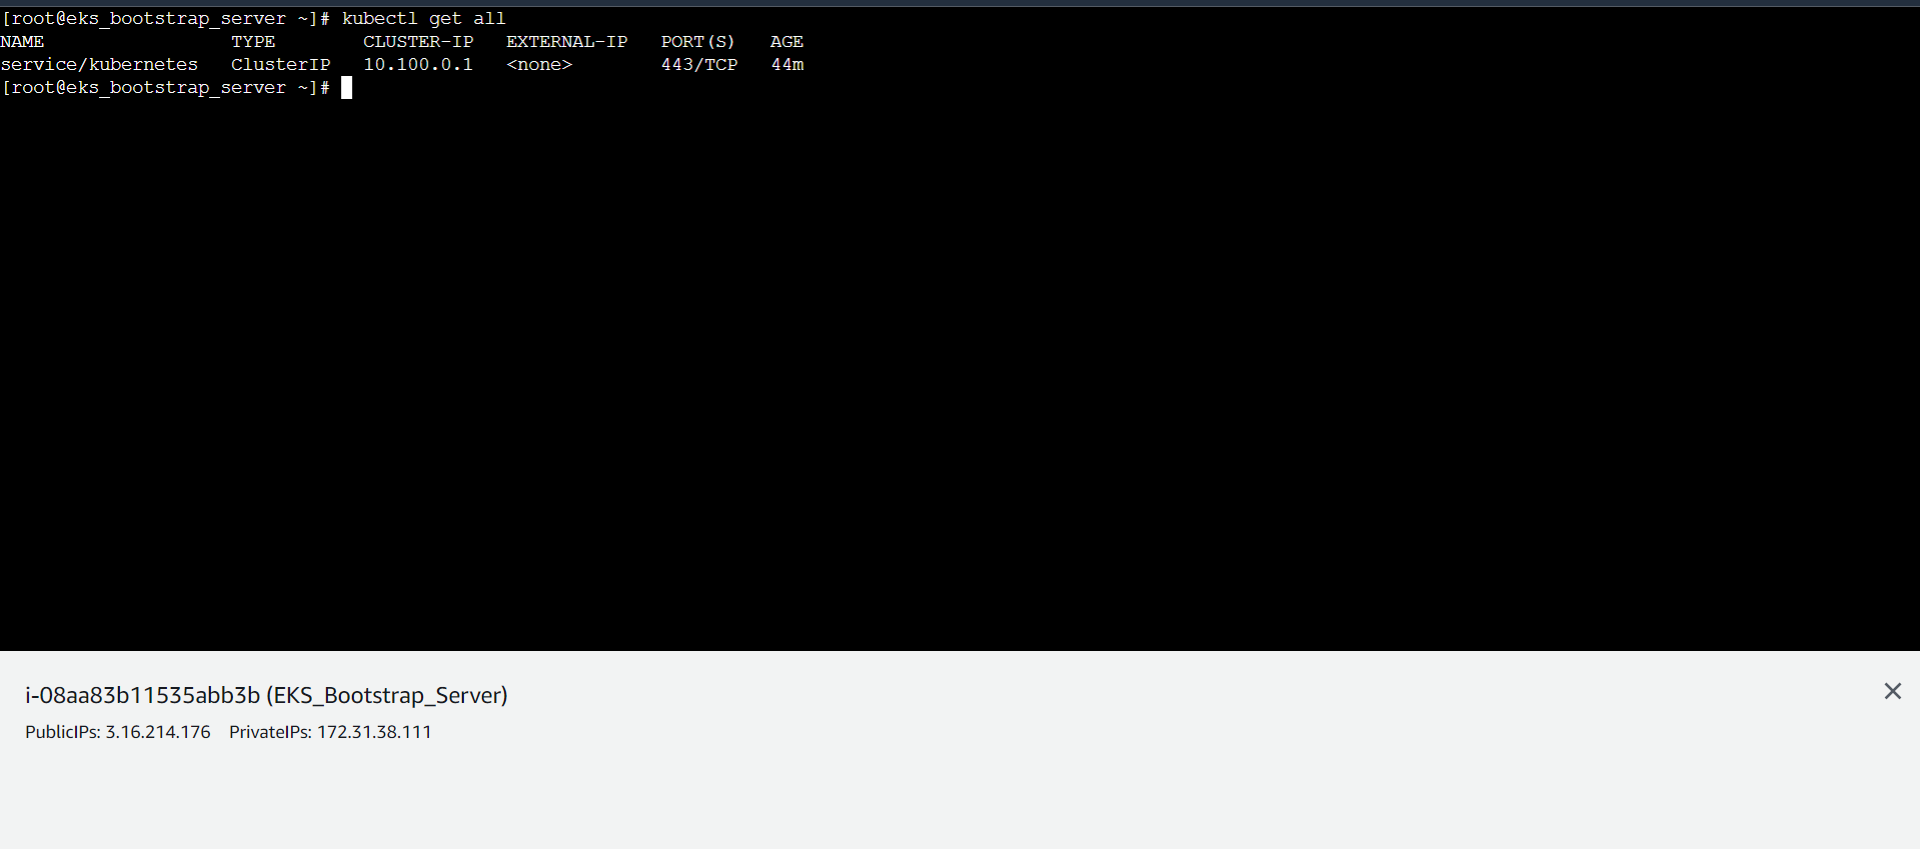 [root@eks_bootstrap_server ~]# kubectl get all
NAME                 TYPE        CLUSTER-IP   EXTERNAL-IP   PORT(S)   AGE
service/kubernetes   ClusterIP   10.100.0.1   <none>        443/TCP   44m
[root@eks_bootstrap_server ~]#
i-08aa83b11535abb3b (EKS_Bootstrap_Server)
PublicIPs: 3.16.214.176    PrivateIPs: 172.31.38.111